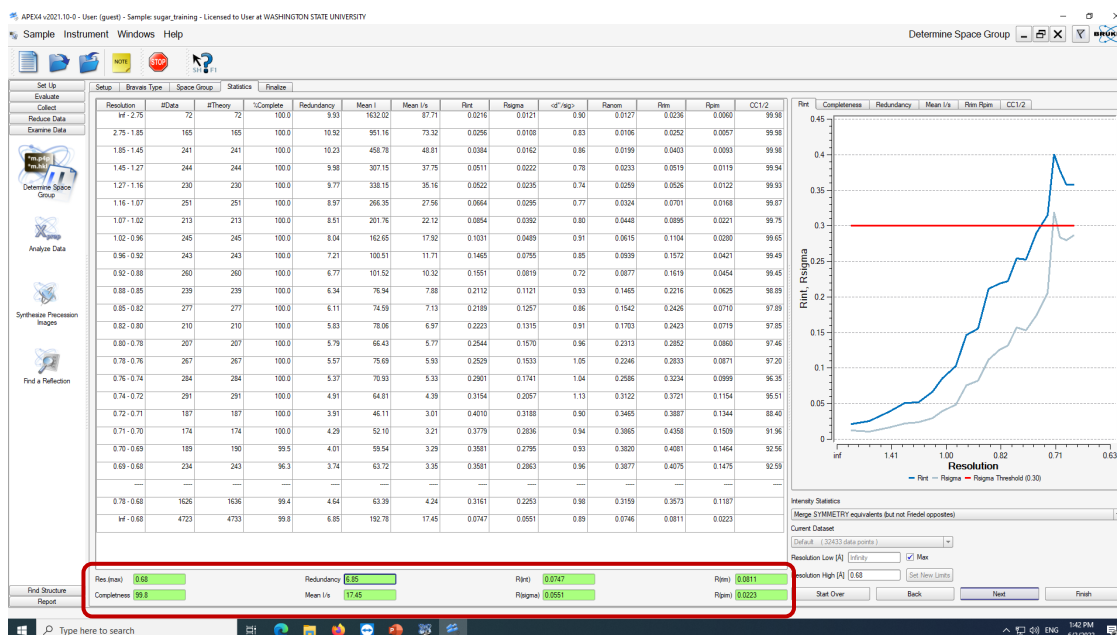 APEX4 v2021.10-0 - User: (guest) - Sample: sugar_training - Licensed to User at WASHINGTON STATE UNIVERSITY
Sample Instrument Windows Help
Determine Space Group
BRUKER
NOTE
STOP
SH
FI
Set Up
Evaluate
Collect
Reduce Data
Examine Data
*m.p4p
*m.hkl
Determine Space
Group
Xprep
Analyze Data
Synthesize Precession
Images
Find a Reflection
Find Structure
Report
Setup Bravais Type Space Group Statistics Finalize
Resolution #Data #Theory %Complete Redundancy Mean I Mean I/s Rint Rsigma <d''/sig> Ranom Rrim Rpim CC1/2
Inf - 2.75 72 72 100.0 9.93 1632.02 87.71 0.0216 0.0121 0.90 0.0127 0.0236 0.0060 99.98
2.75 - 1.85 165 165 100.0 10.92 951.16 73.32 0.0256 0.0108 0.83 0.0106 0.0252 0.0057 99.98
1.85 - 1.45 241 241 100.0 10.23 458.78 48.81 0.0384 0.0162 0.86 0.0199 0.0403 0.0093 99.98
1.45 - 1.27 244 244 100.0 9.98 307.15 37.75 0.0511 0.0222 0.78 0.0233 0.0519 0.0119 99.94
1.27 - 1.16 230 230 100.0 9.77 338.15 35.16 0.0522 0.0235 0.74 0.0259 0.0526 0.0122 99.93
1.16 - 1.07 251 251 100.0 8.97 266.35 27.56 0.0664 0.0295 0.77 0.0324 0.0701 0.0168 99.87
1.07 - 1.02 213 213 100.0 8.51 201.76 22.12 0.0854 0.0392 0.80 0.0448 0.0895 0.0221 99.75
1.02 - 0.96 245 245 100.0 8.04 162.65 17.92 0.1031 0.0489 0.91 0.0615 0.1104 0.0280 99.65
0.96 - 0.92 243 243 100.0 7.21 100.51 11.71 0.1465 0.0755 0.85 0.0939 0.1572 0.0421 99.49
0.92 - 0.88 260 260 100.0 6.77 101.52 10.32 0.1551 0.0819 0.72 0.0877 0.1619 0.0454 99.45
0.88 - 0.85 239 239 100.0 6.34 76.94 7.88 0.2112 0.1121 0.93 0.1465 0.2216 0.0625 98.89
0.85 - 0.82 277 277 100.0 6.11 74.59 7.13 0.2189 0.1257 0.86 0.1542 0.2426 0.0710 97.89
0.82 - 0.80 210 210 100.0 5.83 78.06 6.97 0.2223 0.1315 0.91 0.1703 0.2423 0.0719 97.85
0.80 - 0.78 207 207 100.0 5.79 66.43 5.77 0.2544 0.1570 0.96 0.2313 0.2852 0.0860 97.46
0.78 - 0.76 267 267 100.0 5.57 75.69 5.93 0.2529 0.1533 1.05 0.2246 0.2833 0.0871 97.20
0.76 - 0.74 284 284 100.0 5.37 70.93 5.33 0.2901 0.1741 1.04 0.2586 0.3234 0.0999 96.35
0.74 - 0.72 291 291 100.0 4.91 64.81 4.39 0.3154 0.2057 1.13 0.3122 0.3721 0.1154 95.51
0.72 - 0.71 187 187 100.0 3.91 46.11 3.01 0.4010 0.3188 0.90 0.3465 0.3887 0.1344 88.40
0.71 - 0.70 174 174 100.0 4.29 52.10 3.21 0.3779 0.2836 0.94 0.3865 0.4358 0.1509 91.96
0.70 - 0.69 189 190 99.5 4.01 59.54 3.29 0.3581 0.2795 0.93 0.3820 0.4081 0.1464 92.56
0.69 - 0.68 234 243 96.3 3.74 63.72 3.35 0.3581 0.2863 0.96 0.3877 0.4075 0.1475 92.59
---- ---- ---- ---- ---- ---- ---- ---- ---- ---- ---- ---- ---- ----
0.78 - 0.68 1626 1636 99.4 4.64 63.39 4.24 0.3161 0.2253 0.98 0.3159 0.3573 0.1187
Inf - 0.68 4723 4733 99.8 6.85 192.78 17.45 0.0747 0.0551 0.89 0.0746 0.0811 0.0223
Res.(max) 0.68 Redundancy 6.85 R(int) 0.0747 R(rim) 0.0811
Completness 99.8 Mean I/s 17.45 R(sigma) 0.0551 R(pim) 0.0223
Rint Completeness Redundancy Mean I/s Rrim Rpim CC1/2
0.45
0.4
0.35
0.3
0.25
0.2
0.15
0.1
0.05
0
Rint, Rsigma
inf 1.41 1.00 0.82 0.71 0.63
Resolution
Rint Rsigma Rsigma Threshold (0.30)
Intensity Statistics
Merge SYMMETRY equivalents (but not Friedel opposites)
Current Dataset
Default ( 32433 data points )
Resolution Low [Å] Infinity Max
Resolution High [Å] 0.68 Set New Limits
Start Over Back Next Finish
Type here to search
ENG
1:42 PM